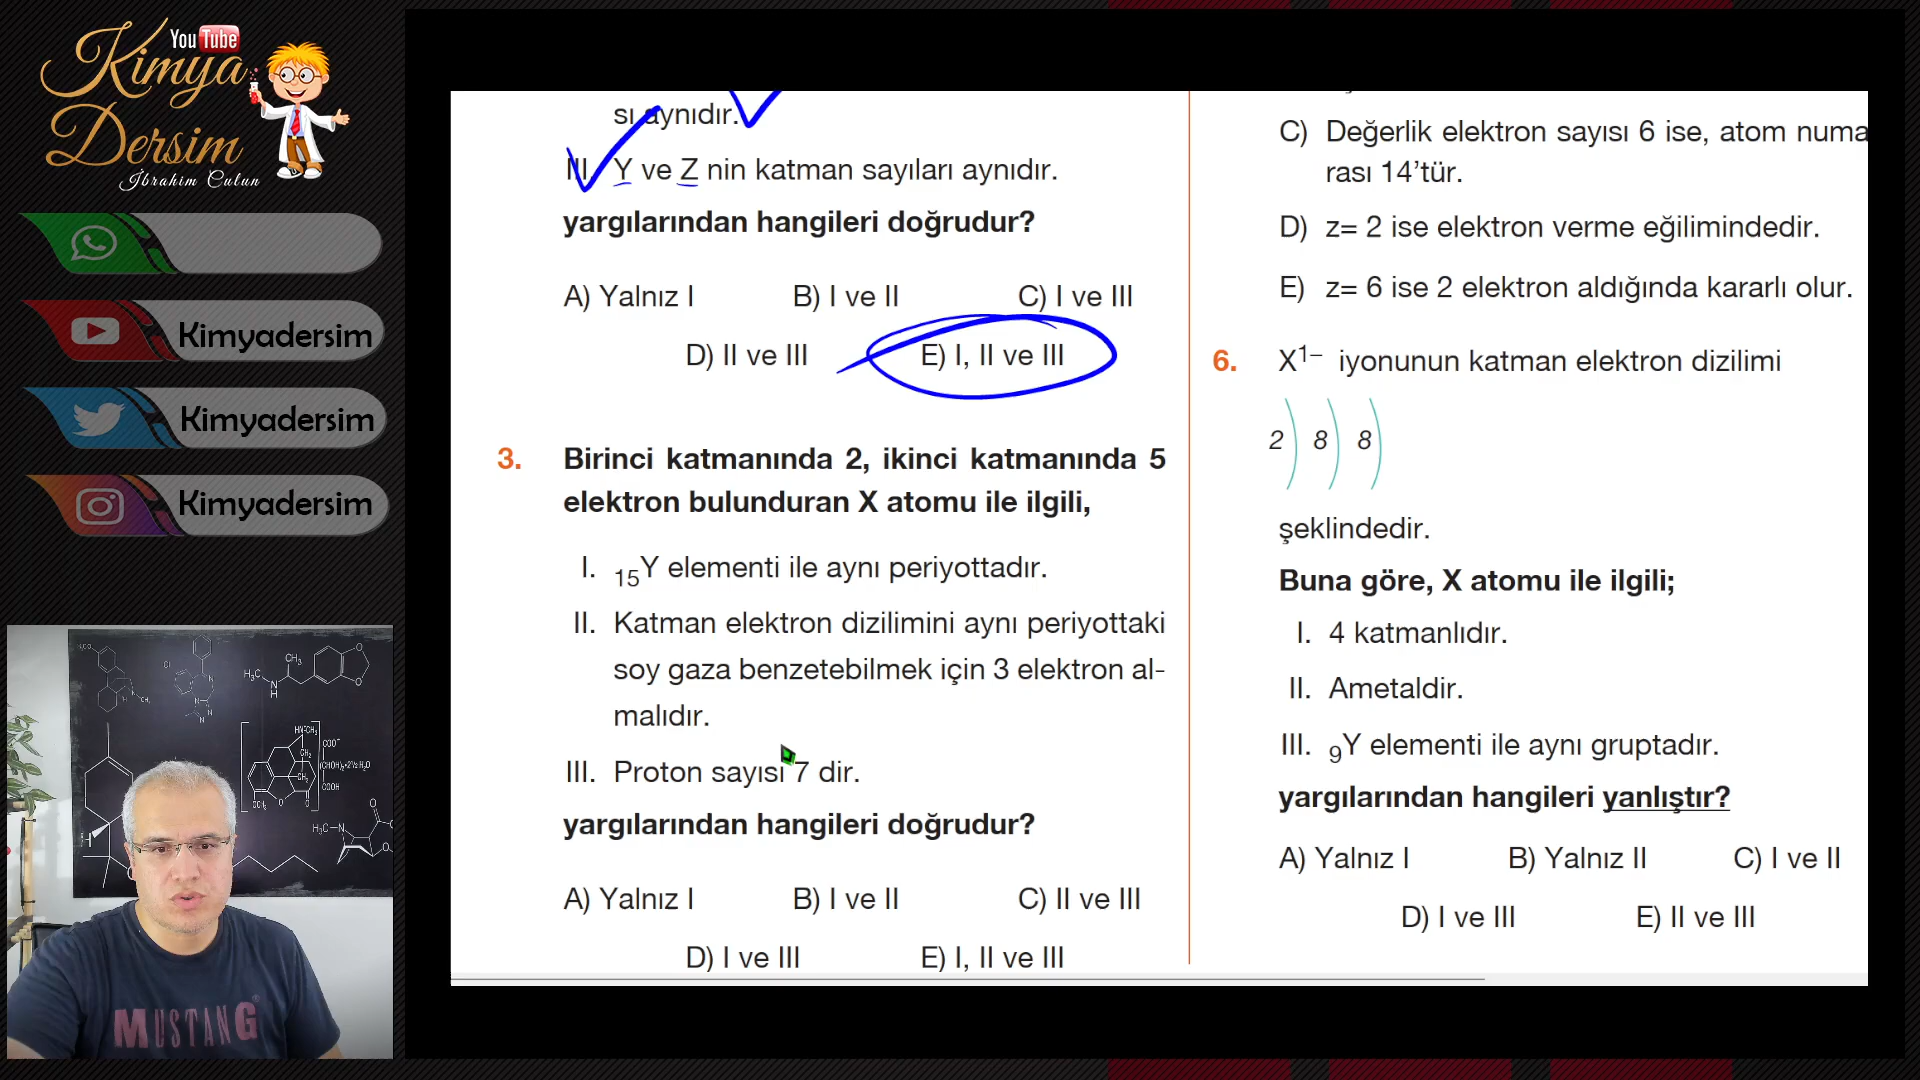 YouTube
Kimya
Dersim
İbrahim Culun
Kimyadersim
Kimyadersim
Kimyadersim
MUSTANG
sı aynıdır.
III. Y ve Z nin katman sayıları aynıdır.
yargılarından hangileri doğrudur?
A) Yalnız I B) I ve II C) I ve III
D) II ve III E) I, II ve III
3. Birinci katmanında 2, ikinci katmanında 5
elektron bulunduran X atomu ile ilgili,
I. ₁₅Y elementi ile aynı periyottadır.
II. Katman elektron dizilimini aynı periyottaki
soy gaza benzetebilmek için 3 elektron al-
malıdır.
III. Proton sayısı 7 dir.
yargılarından hangileri doğrudur?
A) Yalnız I B) I ve II C) II ve III
D) I ve III E) I, II ve III
C) Değerlik elektron sayısı 6 ise, atom numa
rası 14’tür.
D) z= 2 ise elektron verme eğilimindedir.
E) z= 6 ise 2 elektron aldığında kararlı olur.
6. X¹⁻ iyonunun katman elektron dizilimi
2 8 8
şeklindedir.
Buna göre, X atomu ile ilgili;
I. 4 katmanlıdır.
II. Ametaldir.
III. ₉Y elementi ile aynı gruptadır.
yargılarından hangileri yanlıştır?
A) Yalnız I B) Yalnız II C) I ve II
D) I ve III E) II ve III